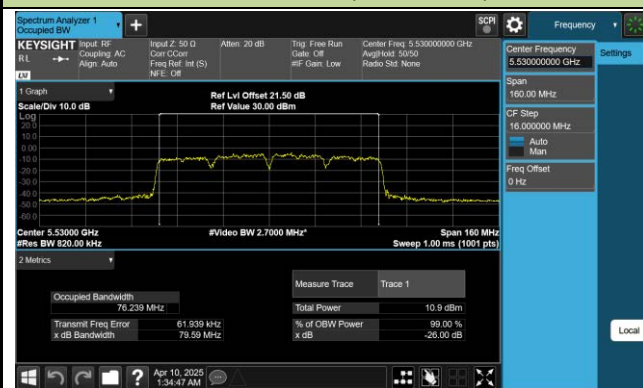 Spectrum Analyzer 1
Occupied BW
+
SCPI
Frequency
KEYSIGHT
RL
LXI
Input: RF
Coupling: AC
Align: Auto
Input Z: 50 Ω
Corr CCorr
Freq Ref: Int (S)
NFE: Off
Atten: 20 dB
Trig: Free Run
Gate: Off
#IF Gain: Low
Center Freq: 5.530000000 GHz
Avg|Hold: 50/50
Radio Std: None
Center Frequency
5.530000000 GHz
Settings
Span
160.00 MHz
CF Step
16.000000 MHz
Auto
Man
Freq Offset
0 Hz
Local
1 Graph
Scale/Div 10.0 dB
Ref Lvl Offset 21.50 dB
Ref Value 30.00 dBm
Log
20.0
10.0
0.00
-10.0
-20.0
-30.0
-40.0
-50.0
-60.0
Center 5.53000 GHz
#Video BW 2.7000 MHz*
Span 160 MHz
#Res BW 820.00 kHz
Sweep 1.00 ms (1001 pts)
2 Metrics
Measure Trace
Trace 1
Occupied Bandwidth
76.239 MHz
Total Power
10.9 dBm
Transmit Freq Error
61.939 kHz
% of OBW Power
99.00 %
x dB Bandwidth
79.59 MHz
x dB
-26.00 dB
?
Apr 10, 2025
1:34:47 AM